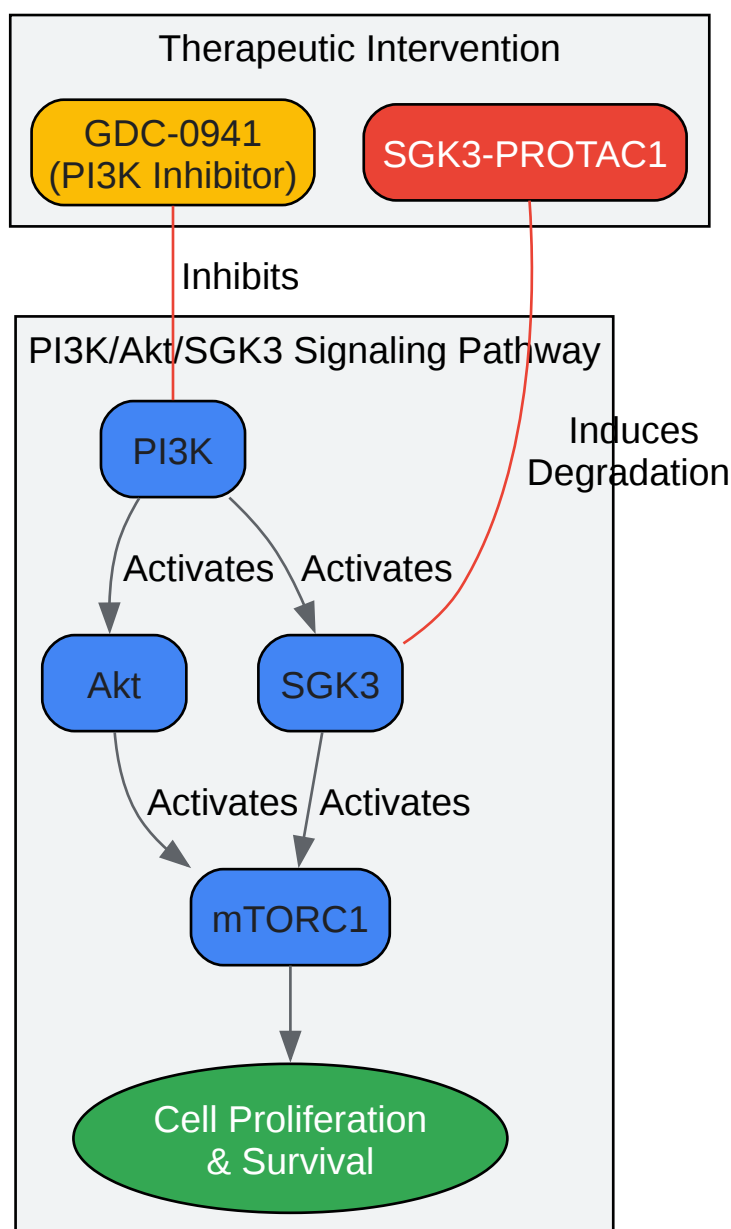 Therapeutic Intervention
GDC-0941
(PI3K Inhibitor)
SGK3-PROTAC1
Inhibits
PI3K/Akt/SGK3 Signaling Pathway
Induces
Degradation
PI3K
Activates
Activates
Akt
SGK3
Activates
Activates
mTORC1
Cell Proliferation
& Survival